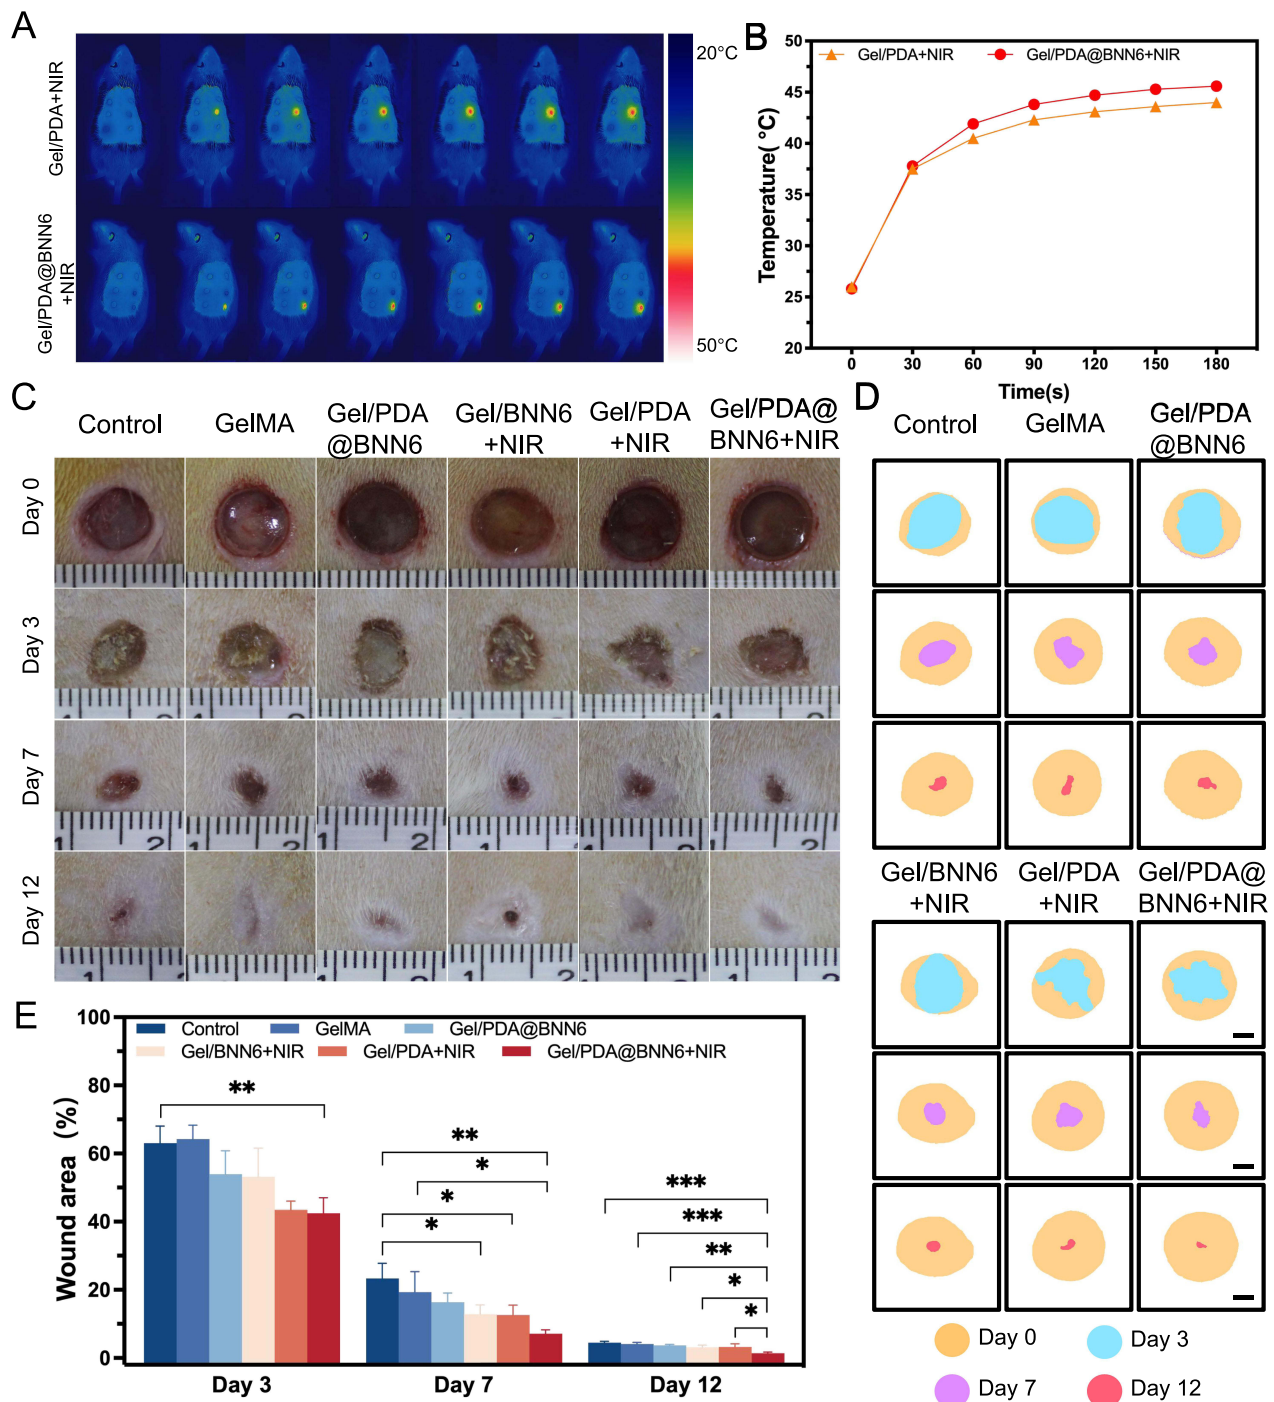 A
Gel/PDA+NIR
Gel/PDA@BNN6
+NIR
20°C
50°C
B
Gel/PDA+NIR
Gel/PDA@BNN6+NIR
Temperature( °C)
50
45
40
35
30
25
20
0 30 60 90 120 150 180
Time(s)
C
Control
GelMA
Gel/PDA
@BNN6
Gel/BNN6
+NIR
Gel/PDA
+NIR
Gel/PDA@
BNN6+NIR
Day 0
Day 3
Day 7
Day 12
D
Control
GelMA
Gel/PDA
@BNN6
Gel/BNN6
+NIR
Gel/PDA
+NIR
Gel/PDA@
BNN6+NIR
Day 0
Day 3
Day 7
Day 12
E
Control
GelMA
Gel/PDA@BNN6
Gel/BNN6+NIR
Gel/PDA+NIR
Gel/PDA@BNN6+NIR
Wound area (%)
100
80
60
40
20
0
**
**
*
*
*
***
***
**
*
*
Day 3
Day 7
Day 12